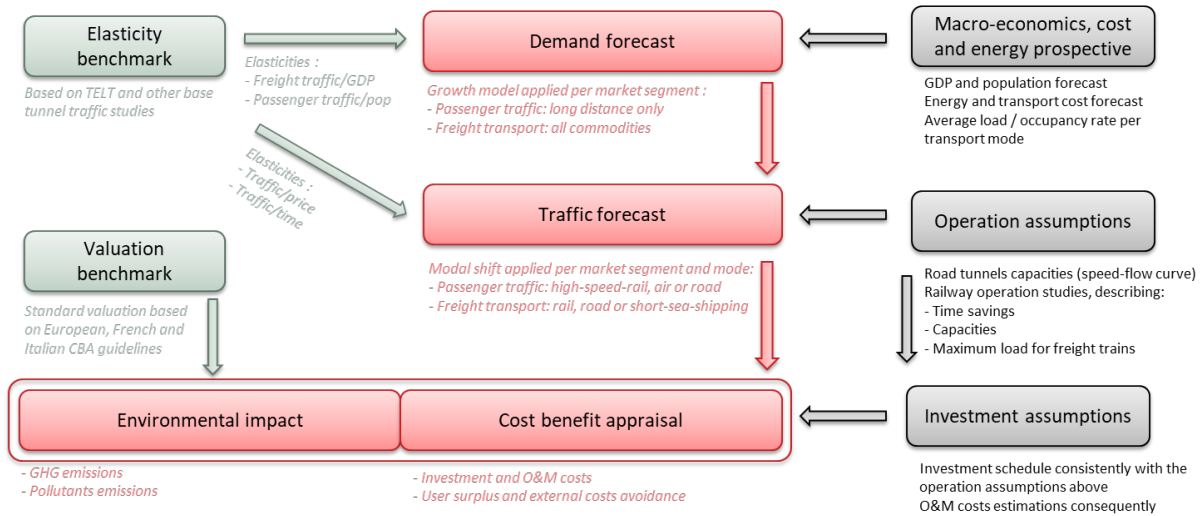 Elasticity
benchmark
Based on TELT and other base
tunnel traffic studies
Elasticities :
- Freight traffic/GDP
- Passenger traffic/pop
Demand forecast
Growth model applied per market segment :
- Passenger traffic: long distance only
- Freight transport: all commodities
Macro-economics, cost
and energy prospective
GDP and population forecast
Energy and transport cost forecast
Average load / occupancy rate per
transport mode
Elasticities :
- Traffic/price
- Traffic/time
Traffic forecast
Modal shift applied per market segment and mode:
- Passenger traffic: high-speed-rail, air or road
- Freight transport: rail, road or short-sea-shipping
Operation assumptions
Road tunnels capacities (speed-flow curve)
Railway operation studies, describing:
- Time savings
- Capacities
- Maximum load for freight trains
Valuation
benchmark
Standard valuation based
on European, French and
Italian CBA guidelines
Environmental impact
- GHG emissions
- Pollutants emissions
Cost benefit appraisal
- Investment and O&M costs
- User surplus and external costs avoidance
Investment assumptions
Investment schedule consistently with the
operation assumptions above
O&M costs estimations consequently